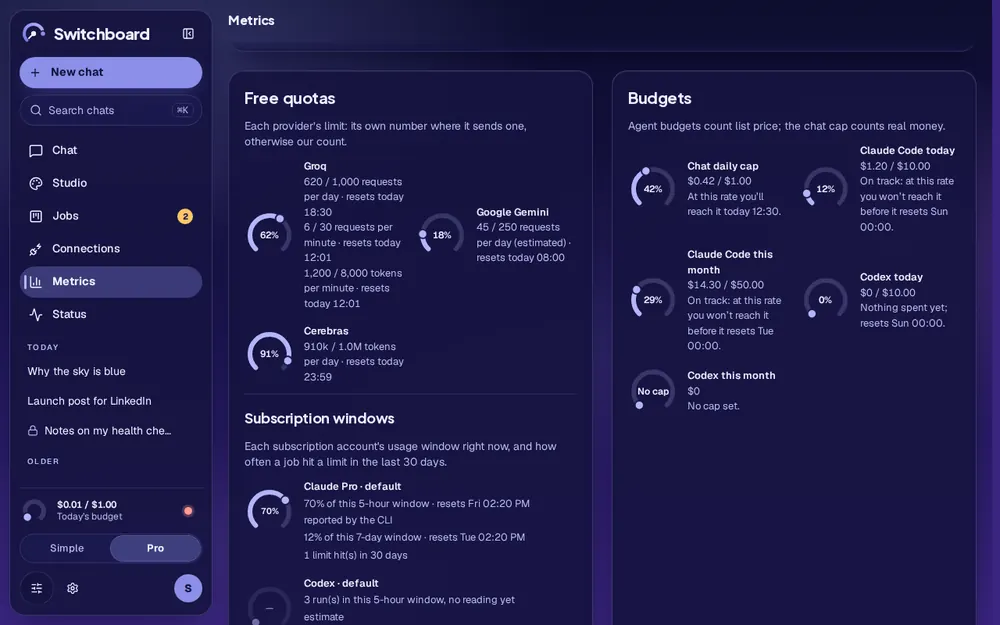 Switchboard
New chat
Search chats
⌘K
Chat
Studio
Jobs
2
Connections
Metrics
Status
TODAY
Why the sky is blue
Launch post for LinkedIn
Notes on my health che...
OLDER
$0.01 / $1.00
Today's budget
Simple
Pro
S
Metrics
Free quotas
Each provider's limit: its own number where it sends one,
otherwise our count.
62%
Groq
620 / 1,000 requests
per day · resets today
18:30
6 / 30 requests per
minute · resets today
12:01
1,200 / 8,000 tokens
per minute · resets
today 12:01
18%
Google Gemini
45 / 250 requests
per day (estimated) ·
resets today 08:00
91%
Cerebras
910k / 1.0M tokens
per day · resets today
23:59
Subscription windows
Each subscription account's usage window right now, and how
often a job hit a limit in the last 30 days.
70%
Claude Pro · default
70% of this 5-hour window · resets Fri 02:20 PM
reported by the CLI
12% of this 7-day window · resets Tue 02:20 PM
1 limit hit(s) in 30 days
—
Codex · default
3 run(s) in this 5-hour window, no reading yet
estimate
Budgets
Agent budgets count list price; the chat cap counts real money.
42%
Chat daily cap
$0.42 / $1.00
At this rate you'll
reach it today 12:30.
12%
Claude Code today
$1.20 / $10.00
On track: at this rate
you won't reach it
before it resets Sun
00:00.
29%
Claude Code this
month
$14.30 / $50.00
On track: at this rate
you won't reach it
before it resets Tue
00:00.
0%
Codex today
$0 / $10.00
Nothing spent yet;
resets Sun 00:00.
No cap
Codex this month
$0
No cap set.